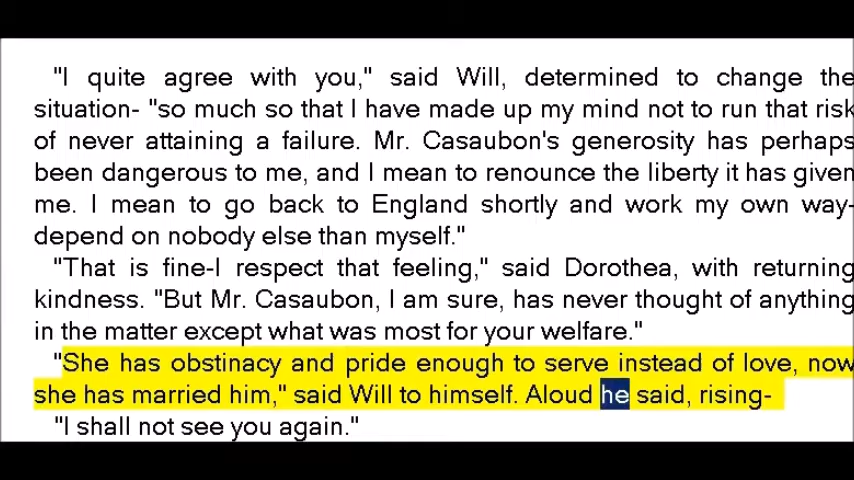 "I quite agree with you," said Will, determined to change the
situation- "so much so that I have made up my mind not to run that risk
of never attaining a failure. Mr. Casaubon's generosity has perhaps
been dangerous to me, and I mean to renounce the liberty it has given
me. I mean to go back to England shortly and work my own way-
depend on nobody else than myself."
"That is fine-I respect that feeling," said Dorothea, with returning
kindness. "But Mr. Casaubon, I am sure, has never thought of anything
in the matter except what was most for your welfare."
"She has obstinacy and pride enough to serve instead of love, now
she has married him," said Will to himself. Aloud he said, rising-
"I shall not see you again."